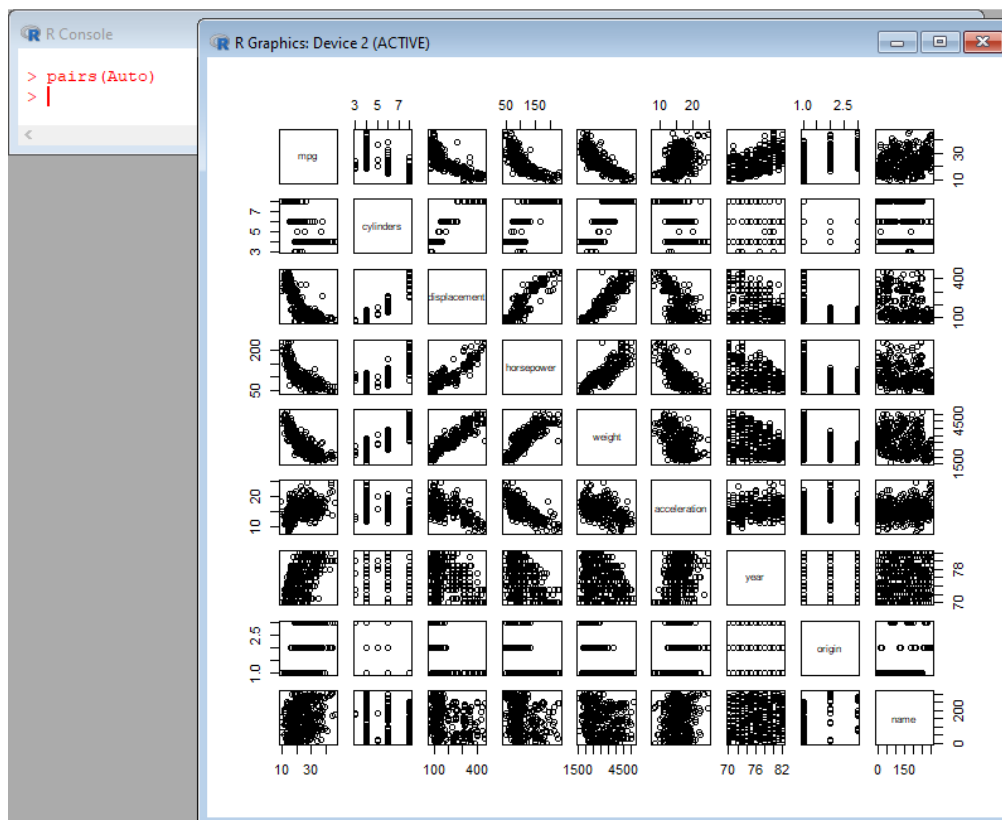 R Console
R Graphics: Device 2 (ACTIVE)
> pairs(Auto)
>
3 5 7
50 150
10 20
1.0 2.5
mpg
10 30
3 5 7
cylinders
displacement
100 400
50 200
horsepower
weight
1500 4500
10 20
acceleration
year
70 78
1.0 2.5
origin
name
0 200
10 30
100 400
1500 4500
70 76 82
0 150